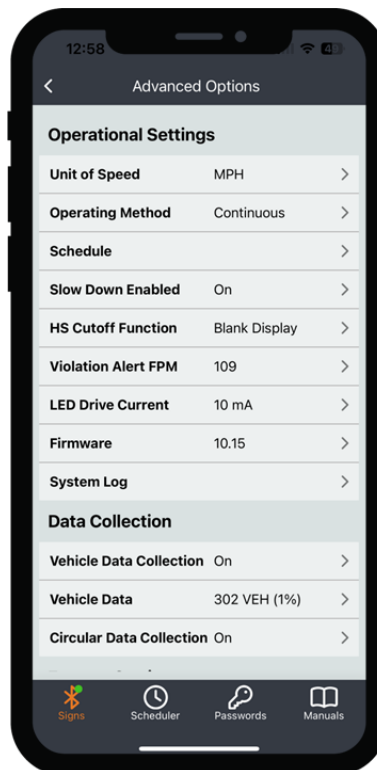 12:58
Advanced Options
Operational Settings
Unit of Speed MPH
Operating Method Continuous
Schedule
Slow Down Enabled On
HS Cutoff Function Blank Display
Violation Alert FPM 109
LED Drive Current 10 mA
Firmware 10.15
System Log
Data Collection
Vehicle Data Collection On
Vehicle Data 302 VEH (1%)
Circular Data Collection On
Signs Scheduler Passwords Manuals